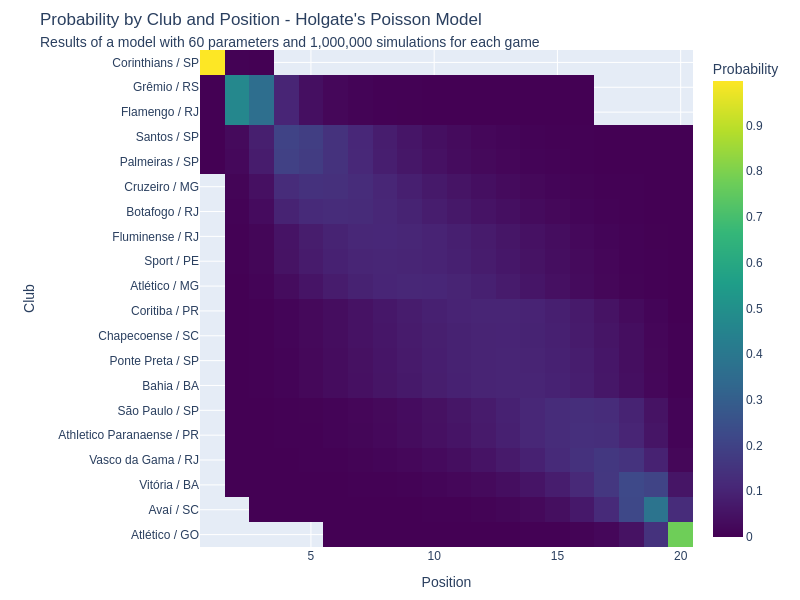 Probability by Club and Position - Holgate's Poisson Model
Results of a model with 60 parameters and 1,000,000 simulations for each game
Probability
Club
Corinthians / SP
Grêmio / RS
Flamengo / RJ
Santos / SP
Palmeiras / SP
Cruzeiro / MG
Botafogo / RJ
Fluminense / RJ
Sport / PE
Atlético / MG
Coritiba / PR
Chapecoense / SC
Ponte Preta / SP
Bahia / BA
São Paulo / SP
Athletico Paranaense / PR
Vasco da Gama / RJ
Vitória / BA
Avaí / SC
Atlético / GO
0.9
0.8
0.7
0.6
0.5
0.4
0.3
0.2
0.1
0
5 10 15 20
Position